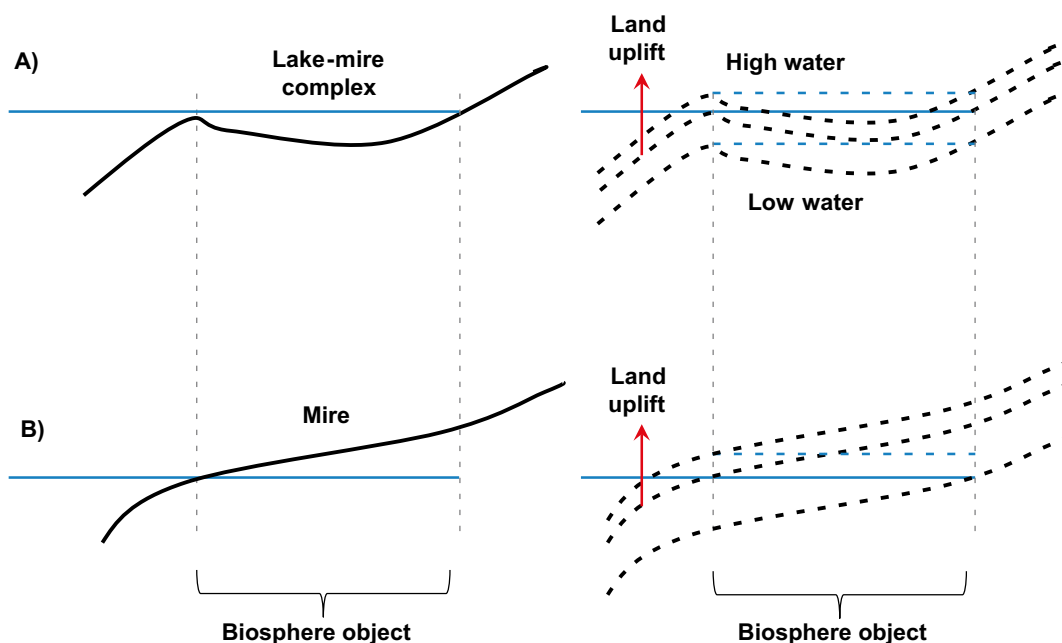 A)
Lake-mire
complex
Land
uplift
High water
Low water
B)
Mire
Land
uplift
Biosphere object
Biosphere object